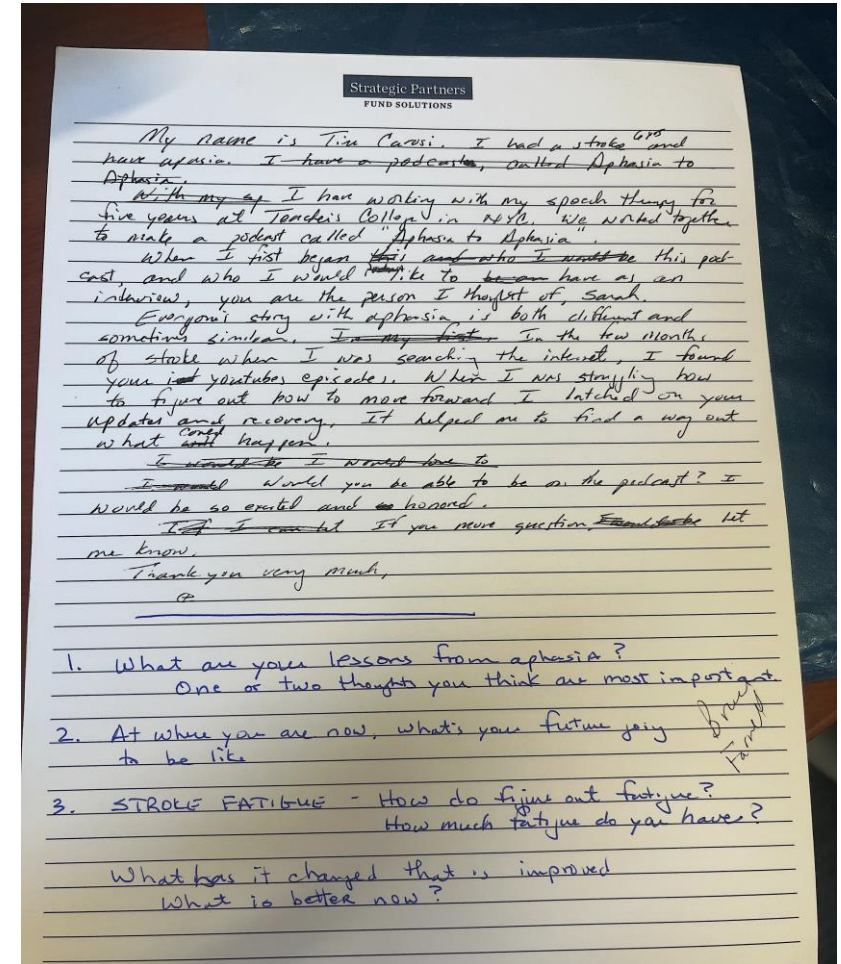 Strategic Partners
FUND SOLUTIONS
My name is Tim Carosi. I had a stroke 6 yrs and
have apasia. I have a podcast, called Aphasia to
Aphasia.
With my ap I have working with my speech therapy for
five years at Teacher's College in NYC. We worked together
to make a podcast called "Aphasia to Aphasia".
When I fist began this and who I would be this pod-
cast, and who I would like to be an have as an
interview, you are the person I thought of, Sarah.
Everyone's story with aphasia is both different and
sometimes similar. In my first, In the few months
of stroke when I was searching the internet, I found
your youtubes episodes. When I was struggling how
to figure out how to move forward I latched on your
updates and recovery. It helped me to find a way out
what could happen.
I would be I would love to
I would Would you be able to be on the podcast? I
would be so excited and honored.
If I can let If you question, let
me know.
Thank you very much,
1. What are your lessons from aphasia?
One or two thoughts you think are most important.
2. At where you are now, what's your future going
to be like
3. STROKE FATIGUE - How do figure out fatigue?
How much fatigue do you have?
What has it changed that is improved
What is better now?